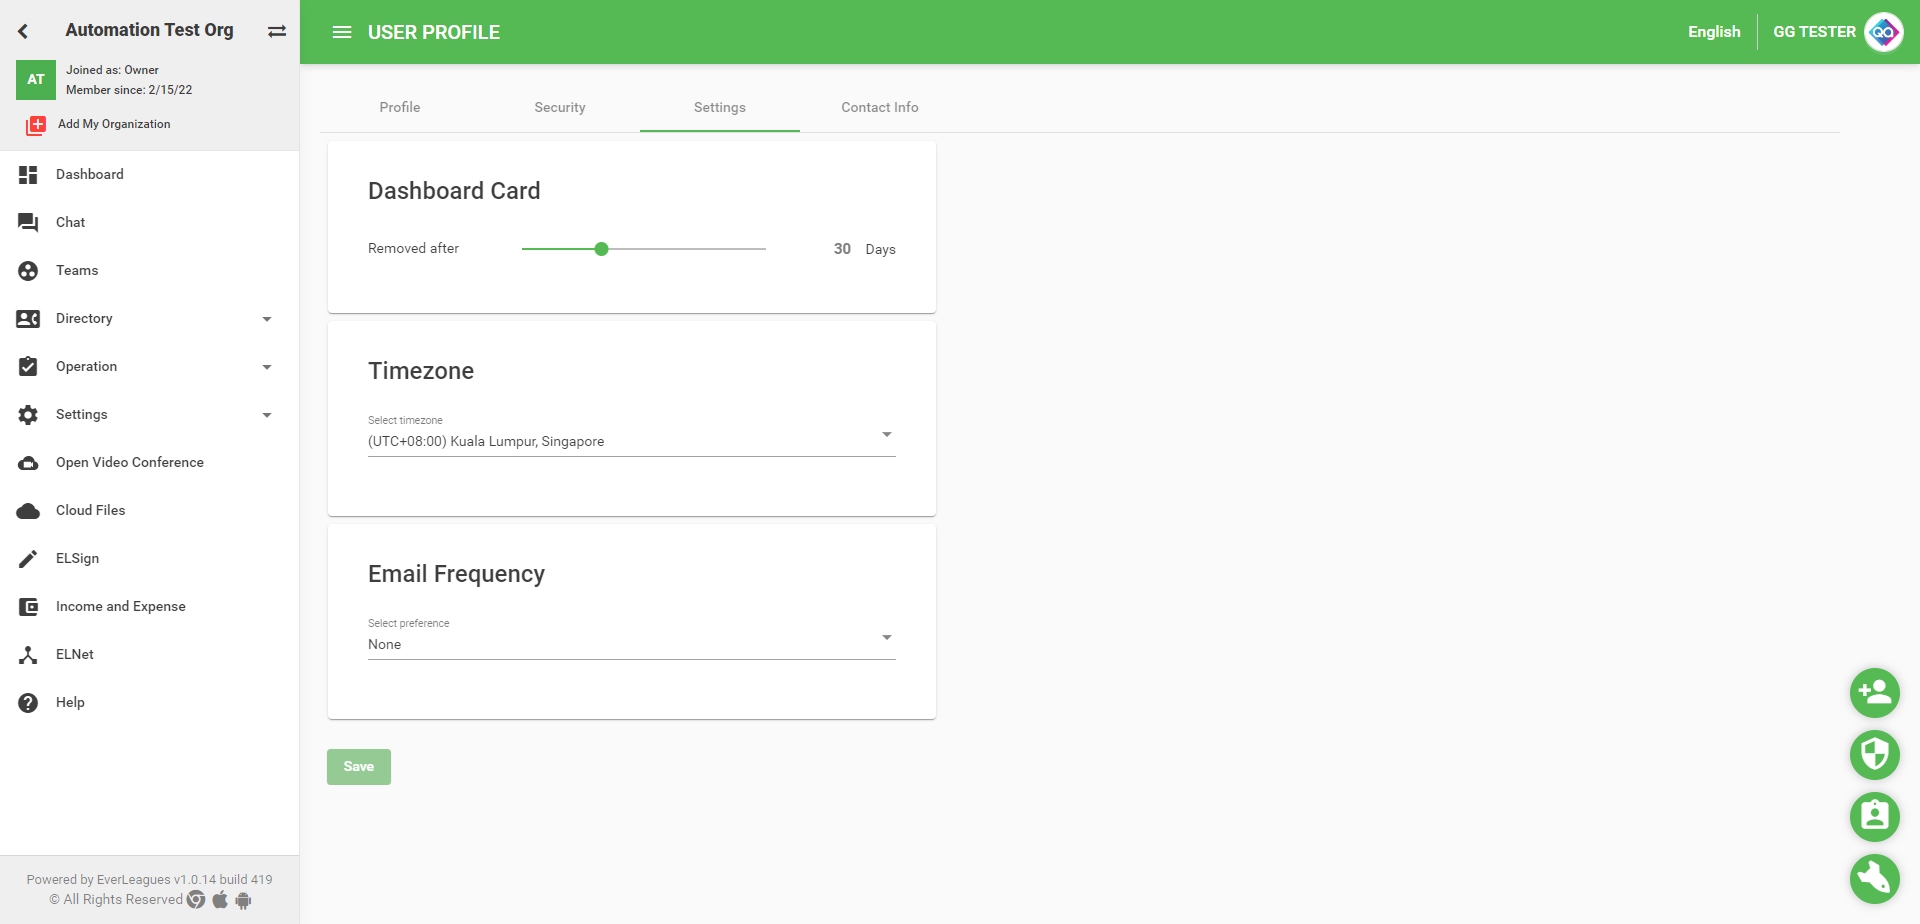 Automation Test Org
AT
Joined as: Owner
Member since: 2/15/22
Add My Organization
Dashboard
Chat
Teams
Directory
Operation
Settings
Open Video Conference
Cloud Files
ELSign
Income and Expense
ELNet
Help
Powered by EverLeagues v1.0.14 build 419
© All Rights Reserved
USER PROFILE
English
GG TESTER
QA
Profile
Security
Settings
Contact Info
Dashboard Card
Removed after
30 Days
Timezone
Select timezone
(UTC+08:00) Kuala Lumpur, Singapore
Email Frequency
Select preference
None
Save